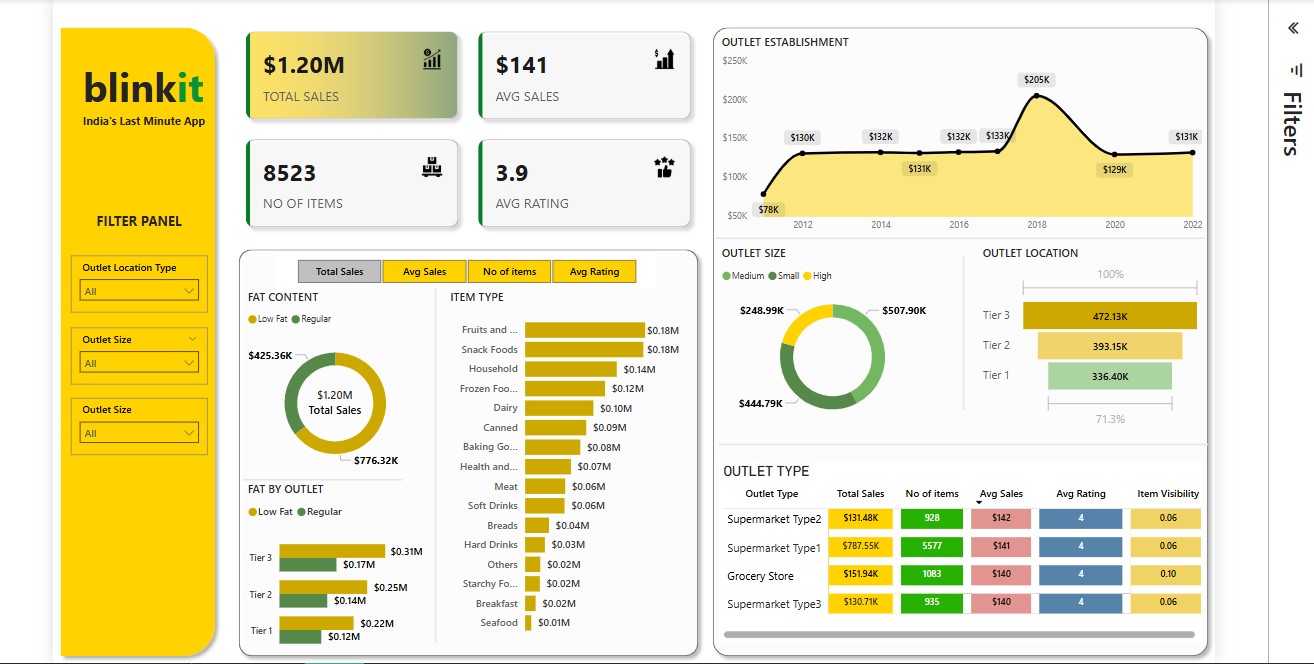 blinkit
India's Last Minute App
FILTER PANEL
Outlet Location Type
All
Outlet Size
All
Outlet Size
All
$1.20M
TOTAL SALES
$141
AVG SALES
8523
NO OF ITEMS
3.9
AVG RATING
Total Sales Avg Sales No of items Avg Rating
FAT CONTENT
Low Fat Regular
$425.36K
$1.20M
Total Sales
$776.32K
FAT BY OUTLET
Low Fat Regular
Tier 3 $0.31M
$0.17M
Tier 2 $0.25M
$0.14M
Tier 1 $0.22M
$0.12M
ITEM TYPE
Fruits and ... $0.18M
Snack Foods $0.18M
Household $0.14M
Frozen Foo... $0.12M
Dairy $0.10M
Canned $0.09M
Baking Go... $0.08M
Health and... $0.07M
Meat $0.06M
Soft Drinks $0.06M
Breads $0.04M
Hard Drinks $0.03M
Others $0.02M
Starchy Fo... $0.02M
Breakfast $0.02M
Seafood $0.01M
OUTLET ESTABLISHMENT
$250K
$200K
$150K
$100K
$50K
$78K $130K $132K $131K $132K $133K $205K $129K $131K
2012 2014 2016 2018 2020 2022
OUTLET SIZE
Medium Small High
$248.99K $507.90K
$444.79K
OUTLET LOCATION
100%
Tier 3 472.13K
Tier 2 393.15K
Tier 1 336.40K
71.3%
OUTLET TYPE
Outlet Type Total Sales No of items Avg Sales Avg Rating Item Visibility
Supermarket Type2 $131.48K 928 $142 4 0.06
Supermarket Type1 $787.55K 5577 $141 4 0.06
Grocery Store $151.94K 1083 $140 4 0.10
Supermarket Type3 $130.71K 935 $140 4 0.06
Filters